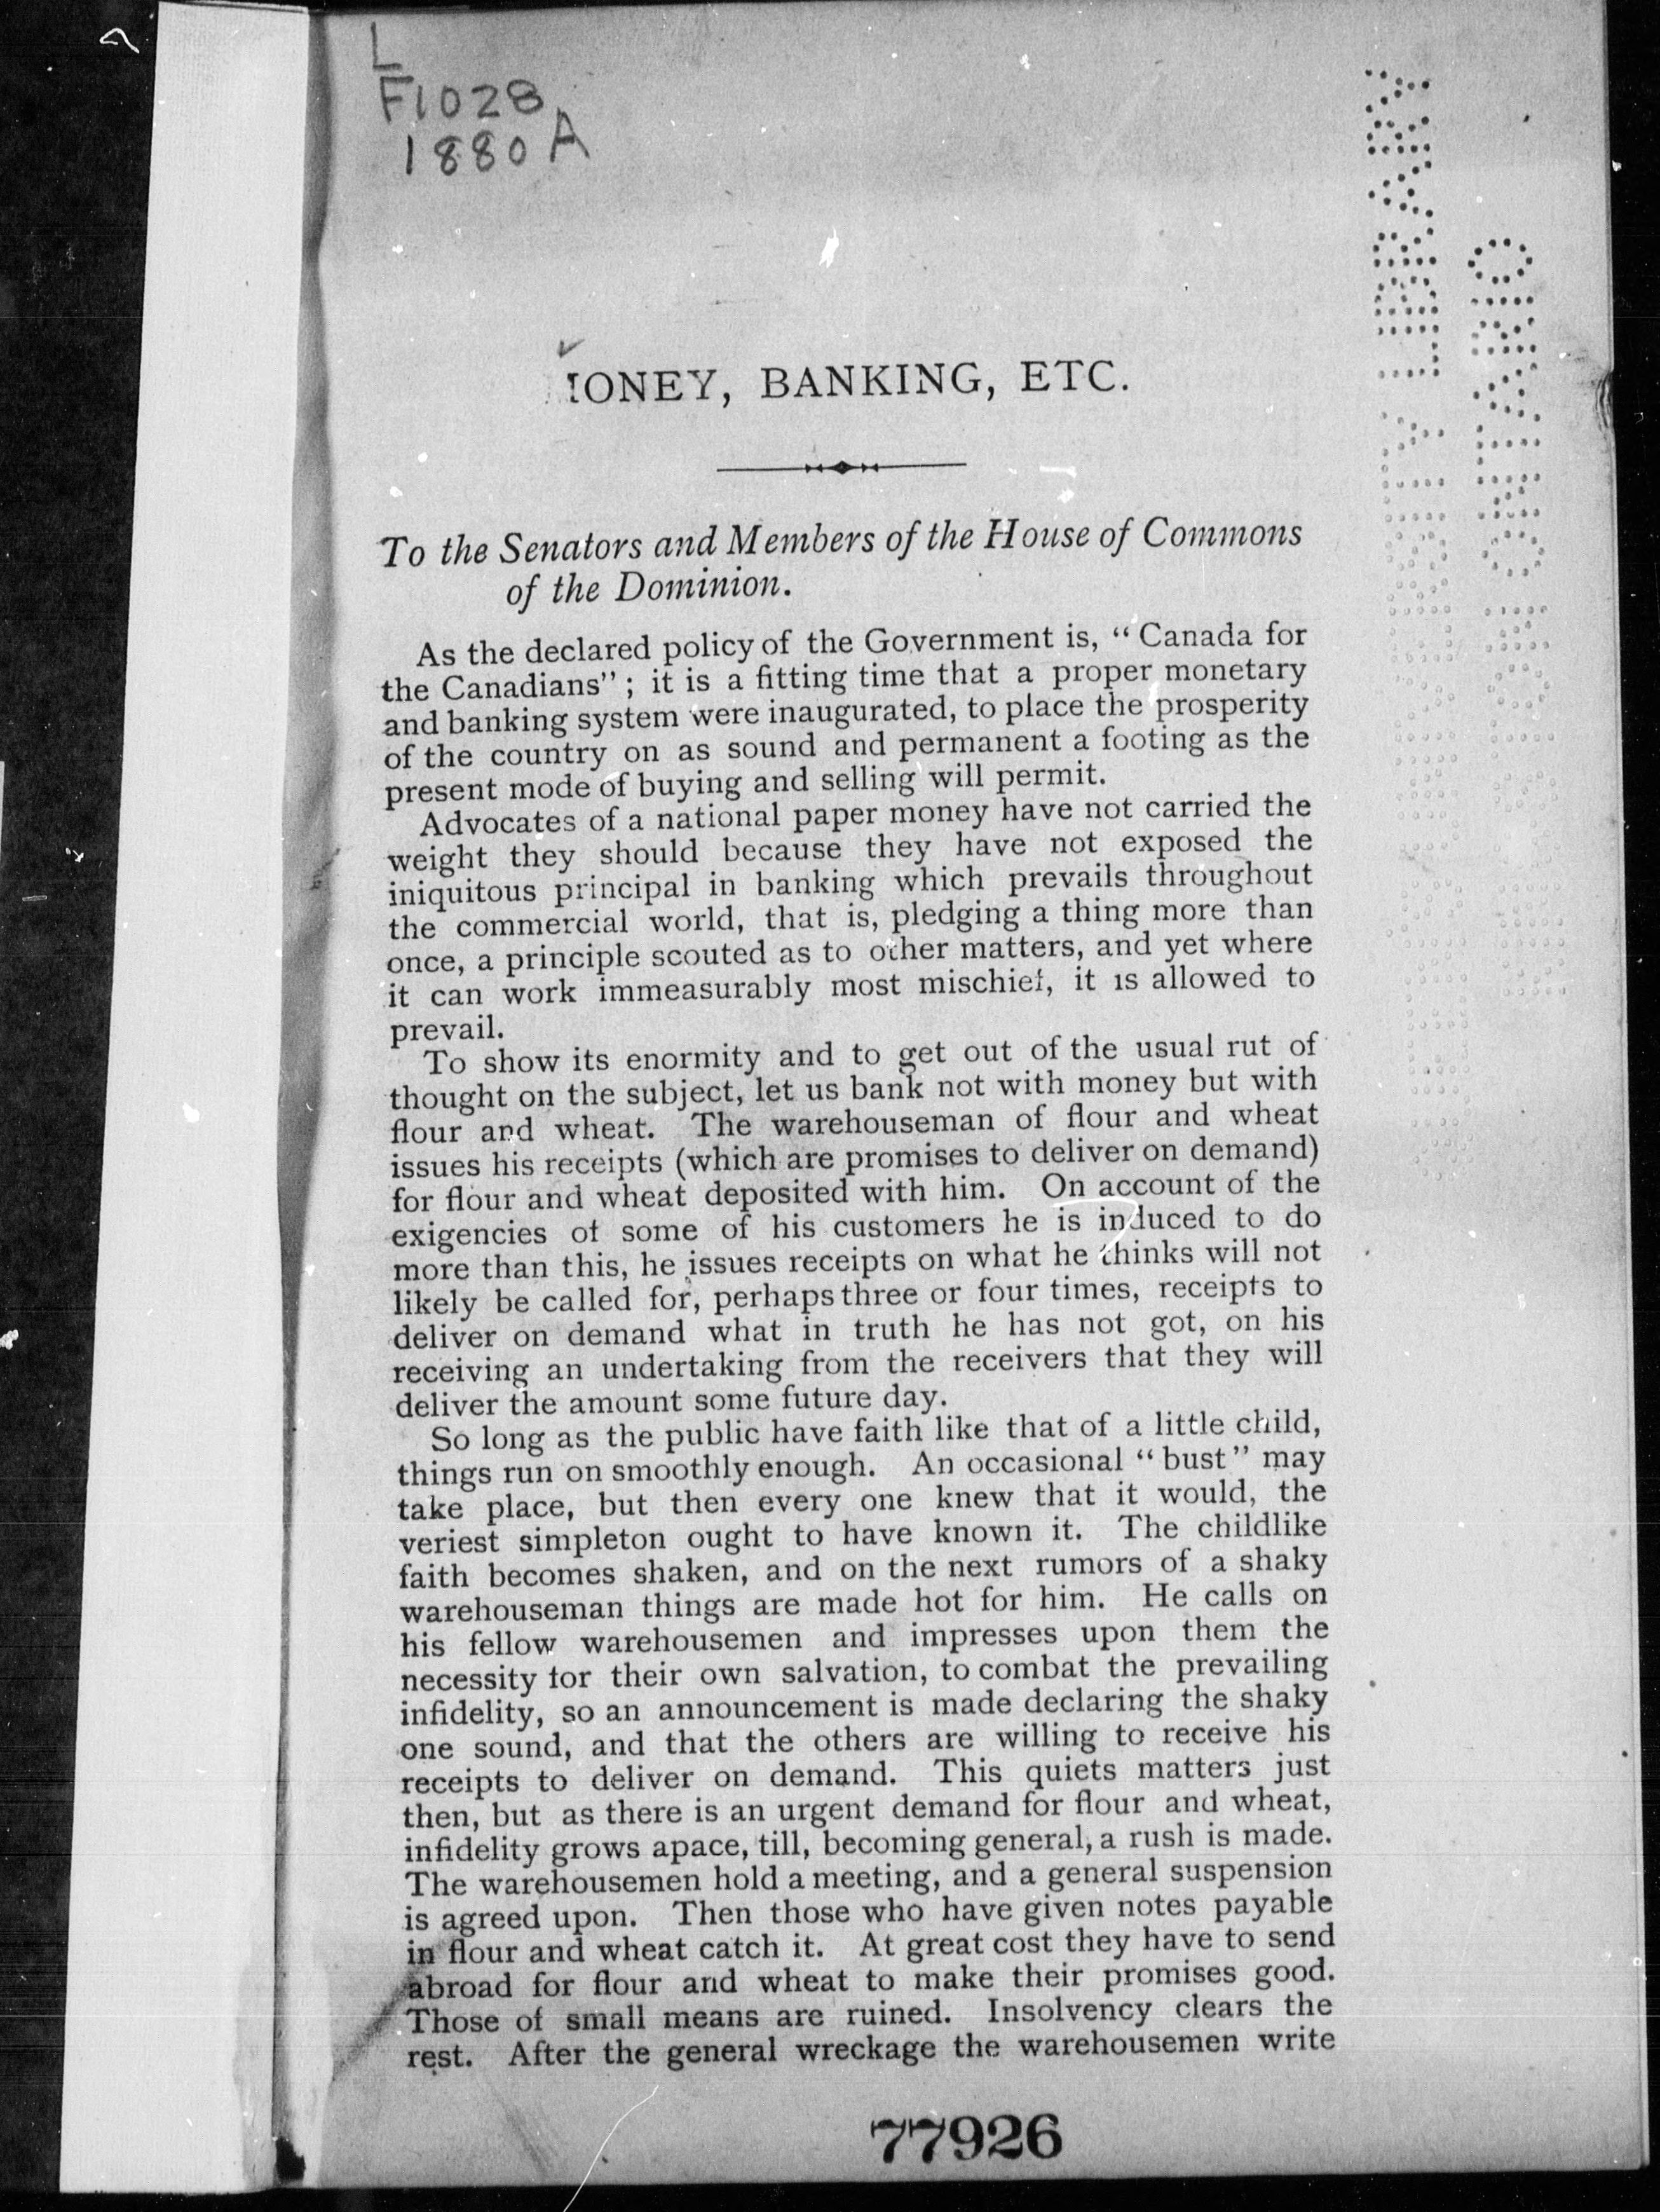 L
F1028
1880 A
MONEY, BANKING, ETC.
To the Senators and Members of the House of Commons
of the Dominion.
As the declared policy of the Government is, “ Canada for
the Canadians” ; it is a fitting time that a proper monetary
and banking system were inaugurated, to place the prosperity
of the country on as sound and permanent a footing as the
present mode of buying and selling will permit.
Advocates of a national paper money have not carried the
weight they should because they have not exposed the
iniquitous principal in banking which prevails throughout
the commercial world, that is, pledging a thing more than
once, a principle scouted as to other matters, and yet where
it can work immeasurably most mischief, it is allowed to
prevail.
To show its enormity and to get out of the usual rut of
thought on the subject, let us bank not with money but with
flour and wheat. The warehouseman of flour and wheat
issues his receipts (which are promises to deliver on demand)
for flour and wheat deposited with him. On account of the
exigencies of some of his customers he is induced to do
more than this, he issues receipts on what he thinks will not
likely be called for, perhaps three or four times, receipts to
deliver on demand what in truth he has not got, on his
receiving an undertaking from the receivers that they will
deliver the amount some future day.
So long as the public have faith like that of a little child,
things run on smoothly enough. An occasional “ bust ” may
take place, but then every one knew that it would, the
veriest simpleton ought to have known it. The childlike
faith becomes shaken, and on the next rumors of a shaky
warehouseman things are made hot for him. He calls on
his fellow warehousemen and impresses upon them the
necessity for their own salvation, to combat the prevailing
infidelity, so an announcement is made declaring the shaky
one sound, and that the others are willing to receive his
receipts to deliver on demand. This quiets matters just
then, but as there is an urgent demand for flour and wheat,
infidelity grows apace, till, becoming general, a rush is made.
The warehousemen hold a meeting, and a general suspension
is agreed upon. Then those who have given notes payable
in flour and wheat catch it. At great cost they have to send
abroad for flour and wheat to make their promises good.
Those of small means are ruined. Insolvency clears the
rest. After the general wreckage the warehousemen write
77926